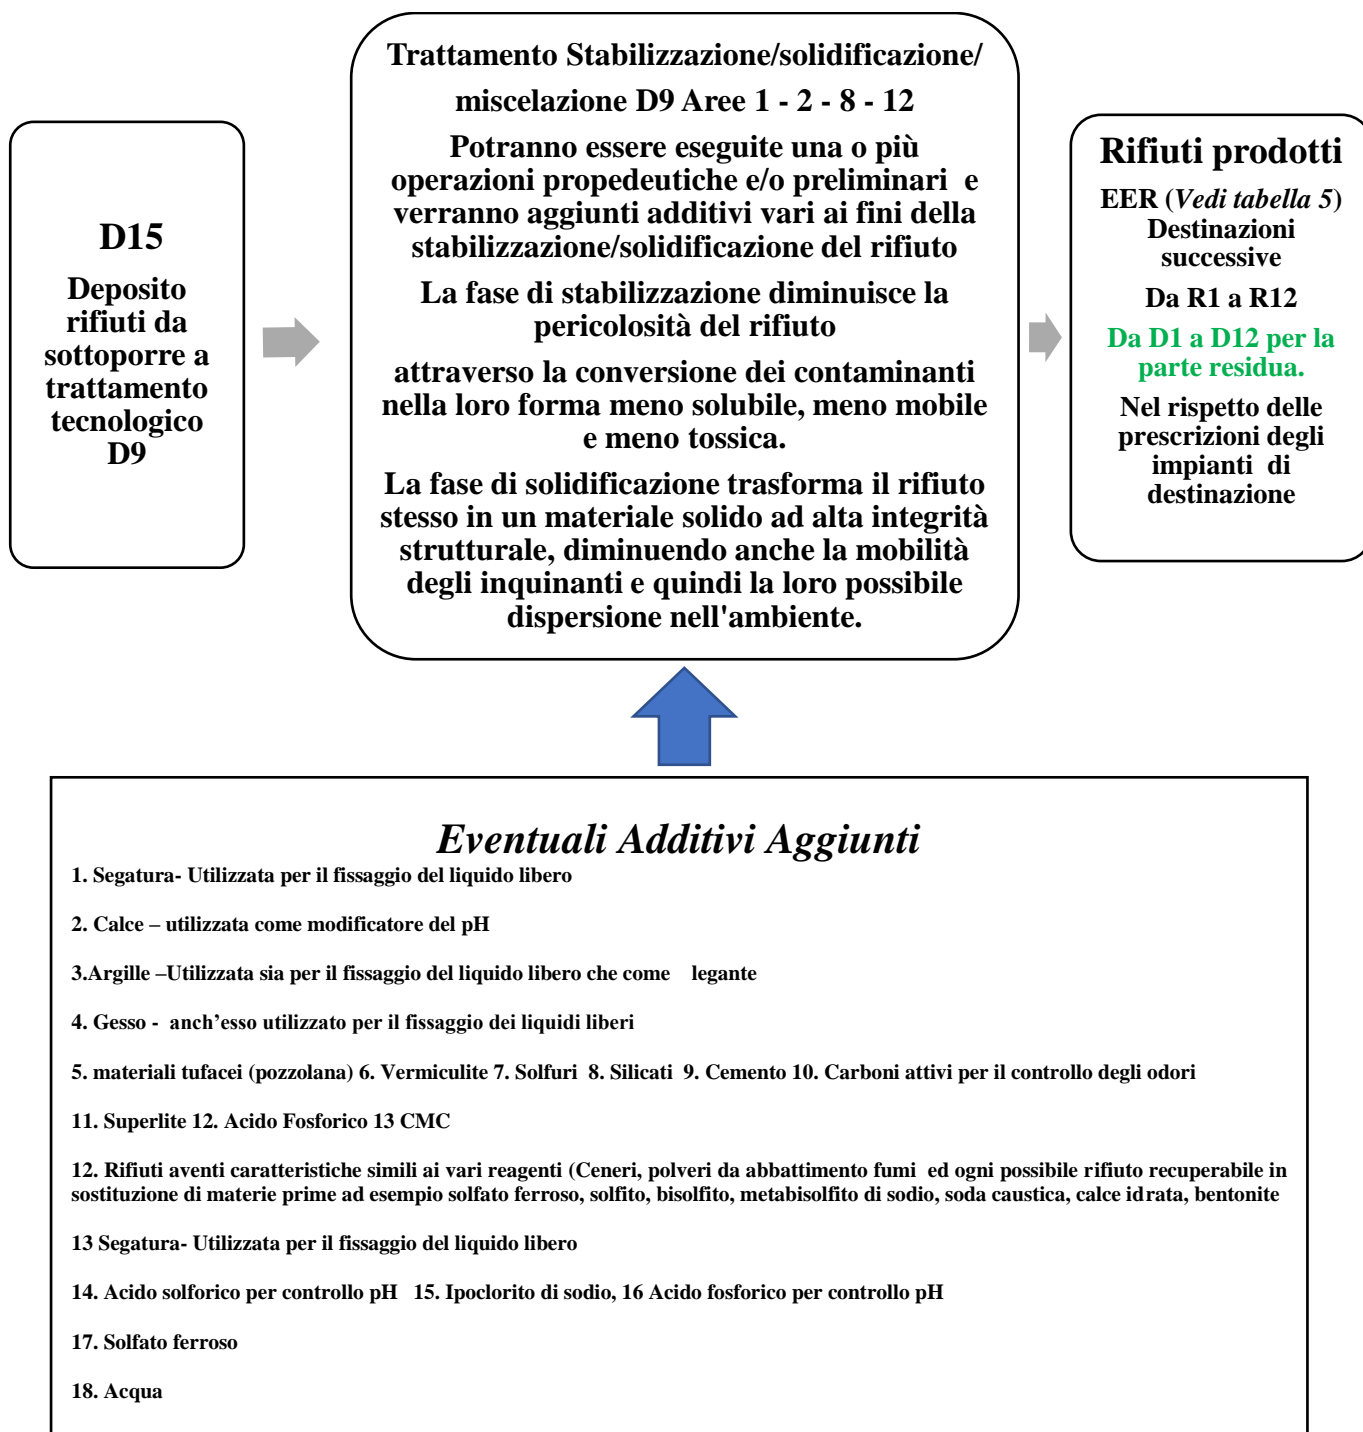 D15
Deposito
rifiuti da
sottoporre a
trattamento
tecnologico
D9
Trattamento Stabilizzazione/solidificazione/
miscelazione D9 Aree 1 - 2 - 8 - 12
Potranno essere eseguite una o più
operazioni propedeutiche e/o preliminari e
verranno aggiunti additivi vari ai fini della
stabilizzazione/solidificazione del rifiuto
La fase di stabilizzazione diminuisce la
pericolosità del rifiuto
attraverso la conversione dei contaminanti
nella loro forma meno solubile, meno mobile
e meno tossica.
La fase di solidificazione trasforma il rifiuto
stesso in un materiale solido ad alta integrità
strutturale, diminuendo anche la mobilità
degli inquinanti e quindi la loro possibile
dispersione nell'ambiente.
Rifiuti prodotti
EER (Vedi tabella 5)
Destinazioni
successive
Da R1 a R12
Da D1 a D12 per la
parte residua.
Nel rispetto delle
prescrizioni degli
impianti di
destinazione
Eventuali Additivi Aggiunti
1. Segatura- Utilizzata per il fissaggio del liquido libero
2. Calce – utilizzata come modificatore del pH
3.Argille –Utilizzata sia per il fissaggio del liquido libero che come legante
4. Gesso - anch’esso utilizzato per il fissaggio dei liquidi liberi
5. materiali tufacei (pozzolana) 6. Vermiculite 7. Solfuri 8. Silicati 9. Cemento 10. Carboni attivi per il controllo degli odori
11. Superlite 12. Acido Fosforico 13 CMC
12. Rifiuti aventi caratteristiche simili ai vari reagenti (Ceneri, polveri da abbattimento fumi ed ogni possibile rifiuto recuperabile in
sostituzione di materie prime ad esempio solfato ferroso, solfito, bisolfito, metabisolfito di sodio, soda caustica, calce idrata, bentonite
13 Segatura- Utilizzata per il fissaggio del liquido libero
14. Acido solforico per controllo pH 15. Ipoclorito di sodio, 16 Acido fosforico per controllo pH
17. Solfato ferroso
18. Acqua